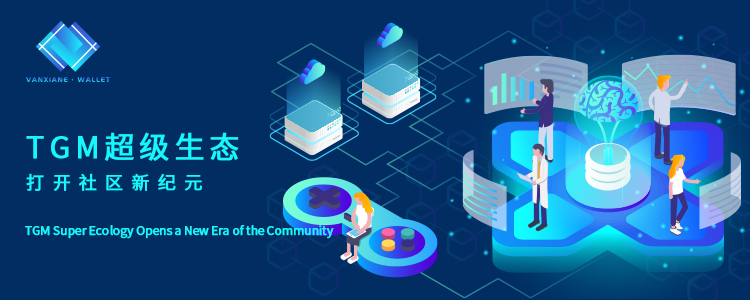 VANXIANE · WALLET
TGM超级生态
打开社区新纪元
TGM Super Ecology Opens a New Era of the Community